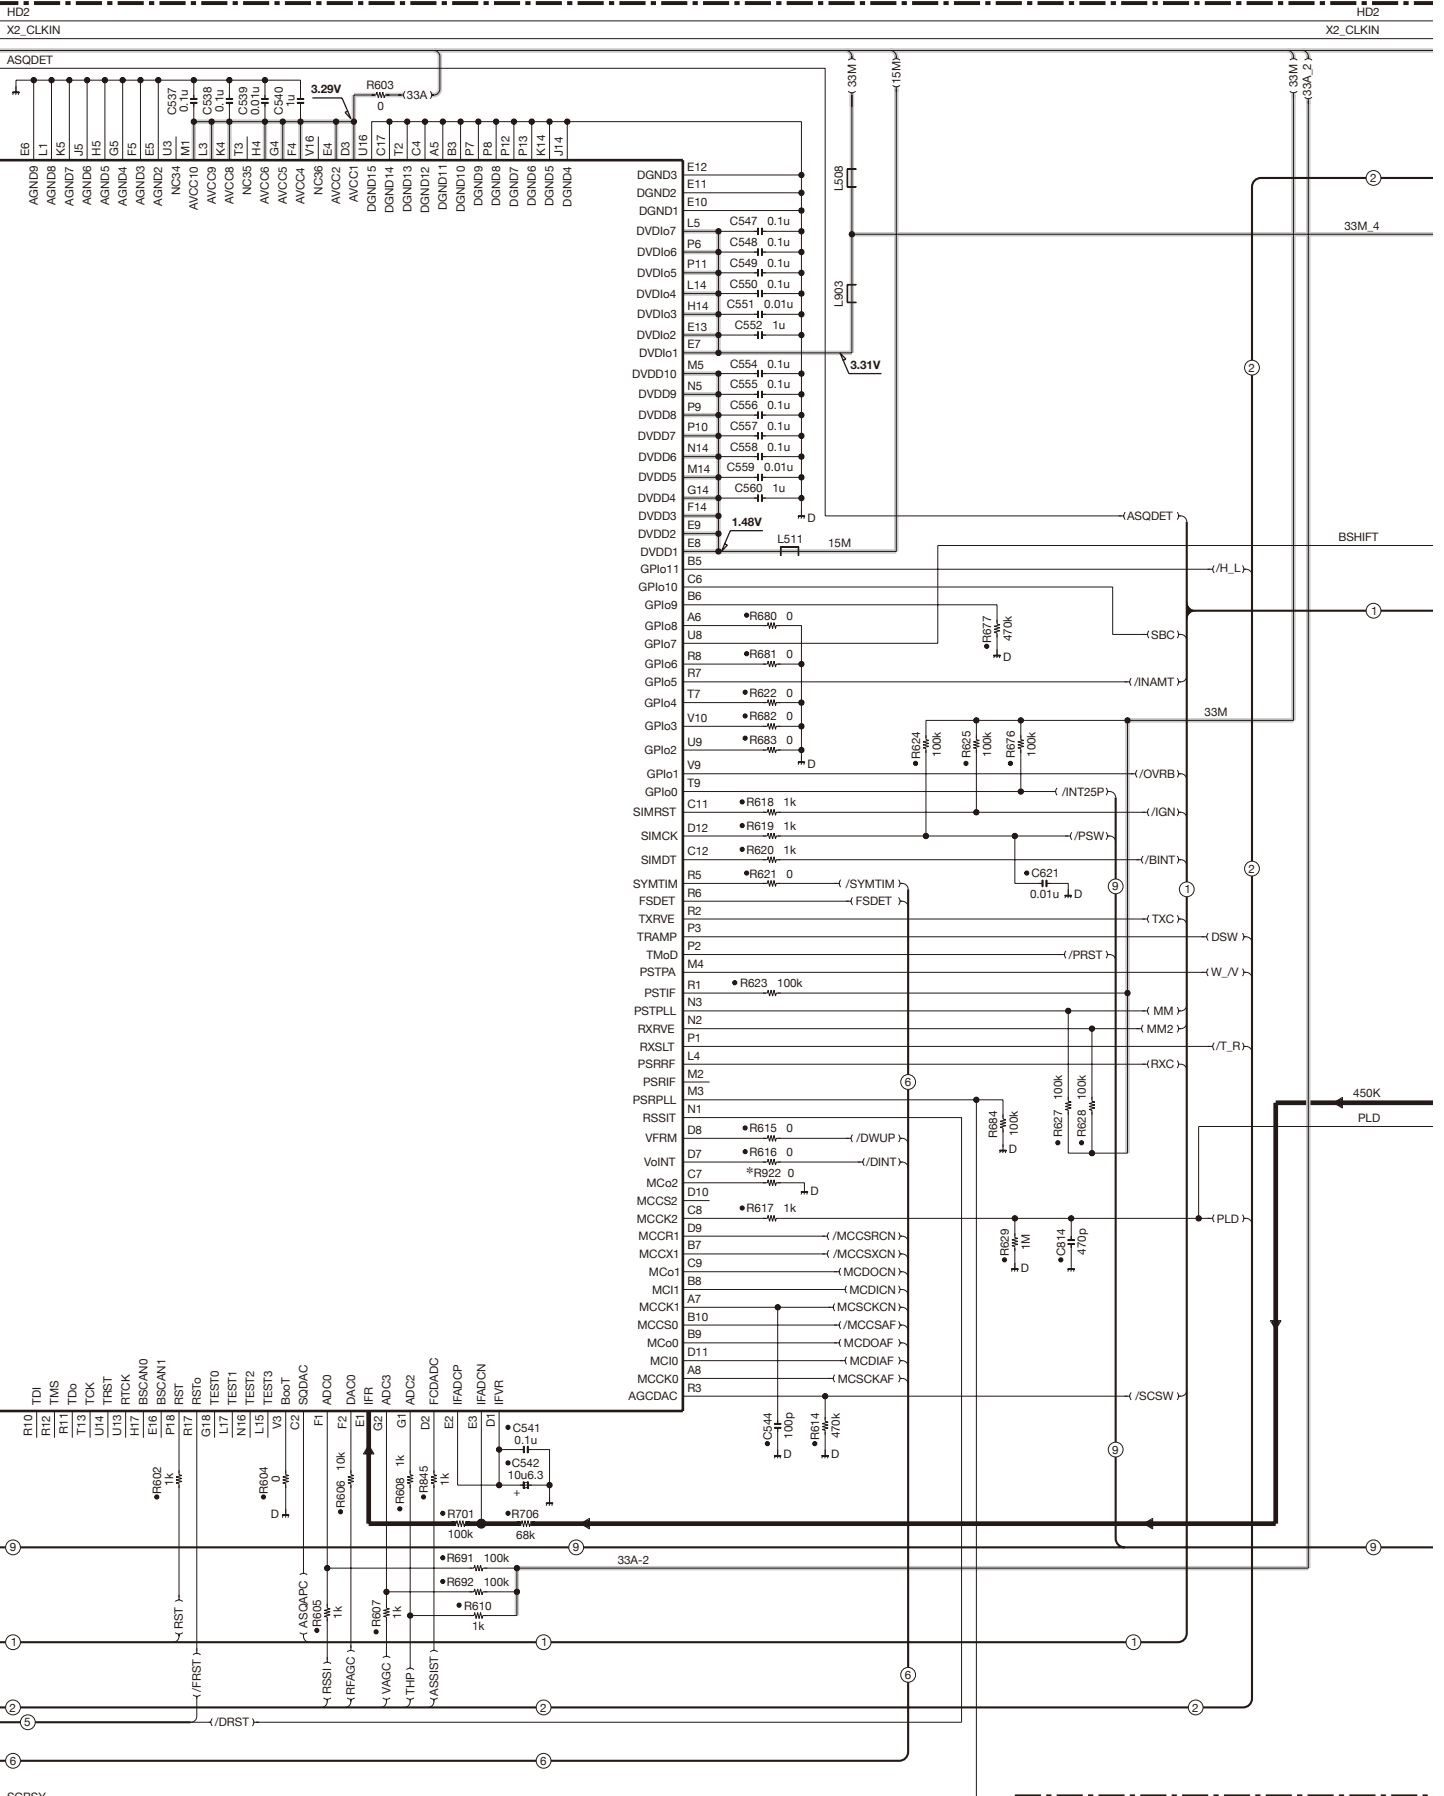 HD2 HD2
X2_CLKIN X2_CLKIN
ASQDET
C537 0.1u
C538 0.1u
C539 0.01u
C540 1u
3.29V
R603 0
(33A)
(33M)
(15M)
(33M)
(33A_2)
E6 L1 K5 J5 H5 G5 F5 E5 U3 M1 L3 K4 T3 H4 G4 F4 V16 E4 D3 U16 C17 T2 C4 A5 B3 P7 P8 P12 P13 K14 J14
AGND9 AGND8 AGND7 AGND6 AGND5 AGND4 AGND3 AGND2 NC34 AVCC10 AVCC9 AVCC8 NC35 AVCC6 AVCC5 AVCC4 NC36 AVCC2 AVCC1 DGND15 DGND14 DGND13 DGND12 DGND11 DGND10 DGND9 DGND8 DGND7 DGND6 DGND5 DGND4
DGND3 E12
DGND2 E11
DGND1 E10
L508
2
DVDIo7 L5 C547 0.1u
33M_4
DVDIo6 P6 C548 0.1u
DVDIo5 P11 C549 0.1u
DVDIo4 L14 C550 0.1u
L903
DVDIo3 H14 C551 0.01u
DVDIo2 E13 C552 1u
DVDIo1 E7
3.31V
2
DVDD10 M5 C554 0.1u
DVDD9 N5 C555 0.1u
DVDD8 P9 C556 0.1u
DVDD7 P10 C557 0.1u
DVDD6 N14 C558 0.1u
DVDD5 M14 C559 0.01u
DVDD4 G14 C560 1u
DVDD3 F14 D
(ASQDET)
DVDD2 E9
1.48V
DVDD1 E8 L511 15M
BSHIFT
GPIo11 B5 (/H_L)
GPIo10 C6
GPIo9 B6
1
GPIo8 A6 R680 0
R677 470k D
(SBC)
GPIo7 U8
GPIo6 R8 R681 0
GPIo5 R7 (/INAMT)
GPIo4 T7 R622 0
33M
GPIo3 V10 R682 0
GPIo2 U9 R683 0
D
R624 100k
R625 100k
R676 100k
GPIo1 V9 (/OVRB)
GPIo0 T9 (/INT25P)
SIMRST C11 R618 1k (/IGN)
SIMCK D12 R619 1k (/PSW)
SIMDT C12 R620 1k (/BINT)
2
SYMTIM R5 R621 0 (/SYMTIM)
C621 0.01u D
9
1
FSDET R6 (FSDET)
TXRVE R2 (TXC)
TRAMP P3 (DSW)
TMoD P2 (/PRST)
PSTPA M4 (W_/V)
PSTIF R1 R623 100k
PSTPLL N3 (MM)
RXRVE N2 (MM2)
RXSLT P1 (/T_R)
PSRRF L4 (RXC)
PSRIF M2
6
PSRPLL M3
R684 100k D
R627 100k
R628 100k
450K
RSSIT N1
PLD
VFRM D8 R615 0 (/DWUP)
VoINT D7 R616 0 (/DINT)
MCo2 C7 *R922 0 D
MCCS2 D10
MCCK2 C8 R617 1k (PLD)
R629 1M D
C814 470p
MCCR1 D9 (/MCCSRCN)
MCCX1 B7 (/MCCSXCN)
MCo1 C9 (MCDOCN)
MCI1 B8 (MCDICN)
MCCK1 A7 (MCSCKCN)
MCCS0 B10 (/MCCSAF)
MCo0 B9 (MCDOAF)
MCI0 D11 (MCDIAF)
MCCK0 A8 (MCSCKAF)
AGCDAC R3 (/SCSW)
C544 100p D
R614 470k D
TDI TMS TDo TCK TRST RTCK BSCAN0 BSCAN1 RST RSTo TEST0 TEST1 TEST2 TEST3 BooT SQDAC ADC0 DAC0 IFR ADC3 ADC2 FCDADC IFADCP IFADCN IFVR
R10 R12 R11 T13 U14 U13 H17 E16 P18 R17 G18 L17 N16 L15 V3 C2 F1 F2 E1 G2 G1 D2 E2 E3 D1
C541 0.1u
C542 10u6.3 +
9
R602 1k
R604 0 D
R606 10k
R608 1k
R845 1k
R701 100k
R706 68k
9 9 9
R691 100k
33A-2
R692 100k
R610 1k
(RST)
(ASQAPC)
R605 1k
R607 1k
1 1 1
(/FRST)
(RSSI)
(RFAGC)
(VAGC)
(THP)
(ASSIST)
6
2 2 2
5 (/DRST)
6 6